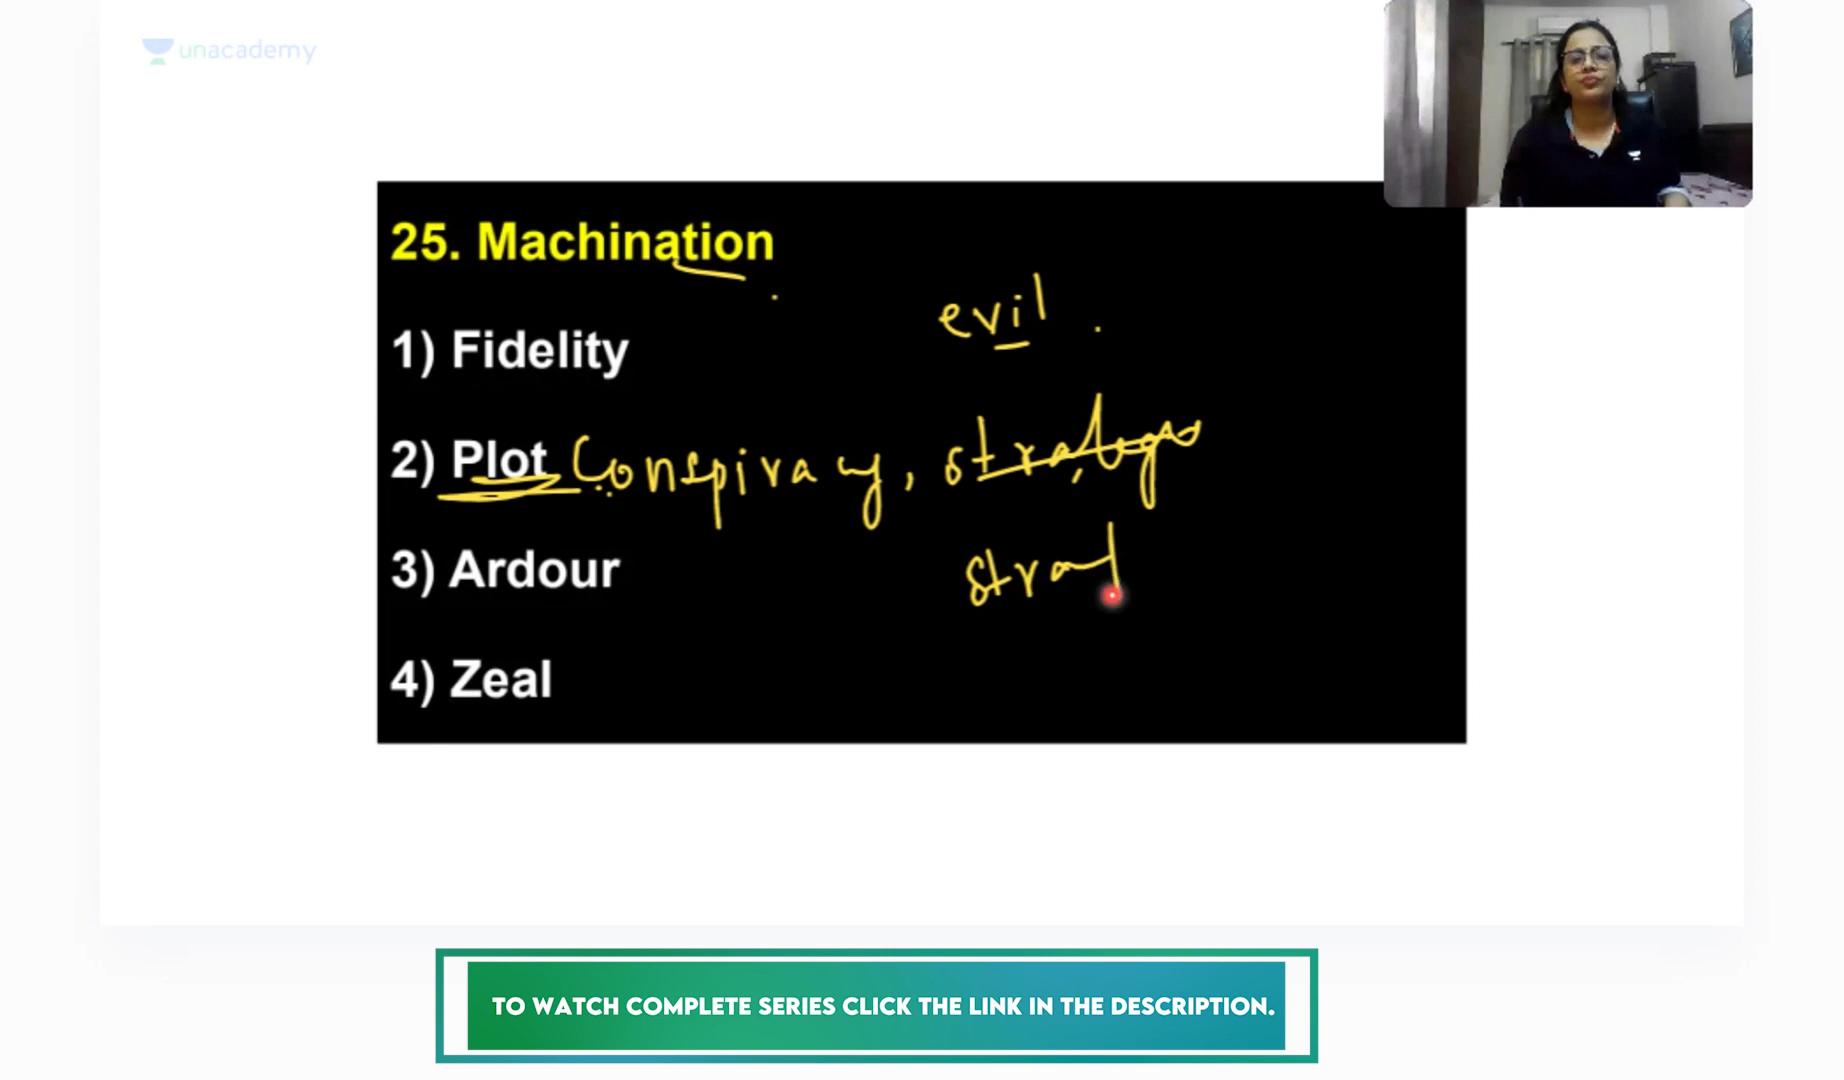 unacademy
25. Machination
evil.
1) Fidelity
2) Plot Conspiracy,
3) Ardour
4) Zeal
TO WATCH COMPLETE SERIES CLICK THE LINK IN THE DESCRIPTION.